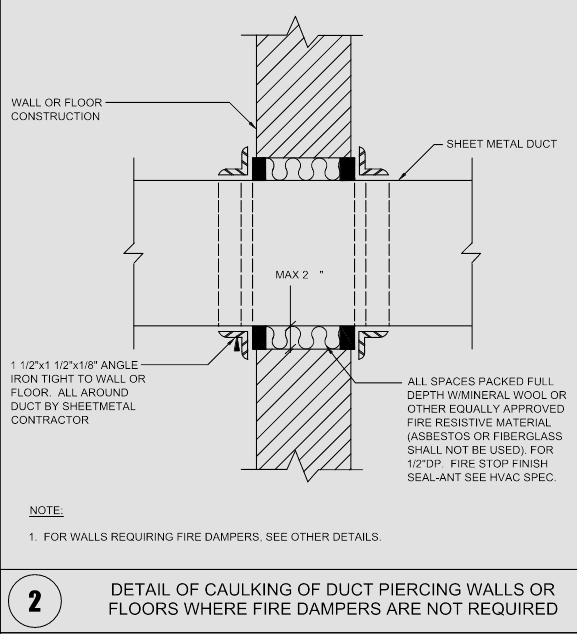 WALL OR FLOOR
CONSTRUCTION
SHEET METAL DUCT
MAX 2 "
1 1/2"x1 1/2"x1/8" ANGLE
IRON TIGHT TO WALL OR
FLOOR. ALL AROUND
DUCT BY SHEETMETAL
CONTRACTOR
ALL SPACES PACKED FULL
DEPTH W/MINERAL WOOL OR
OTHER EQUALLY APPROVED
FIRE RESISTIVE MATERIAL
(ASBESTOS OR FIBERGLASS
SHALL NOT BE USED). FOR
1/2"DP. FIRE STOP FINISH
SEAL-ANT SEE HVAC SPEC.
NOTE:
1. FOR WALLS REQUIRING FIRE DAMPERS, SEE OTHER DETAILS.
2
DETAIL OF CAULKING OF DUCT PIERCING WALLS OR
FLOORS WHERE FIRE DAMPERS ARE NOT REQUIRED